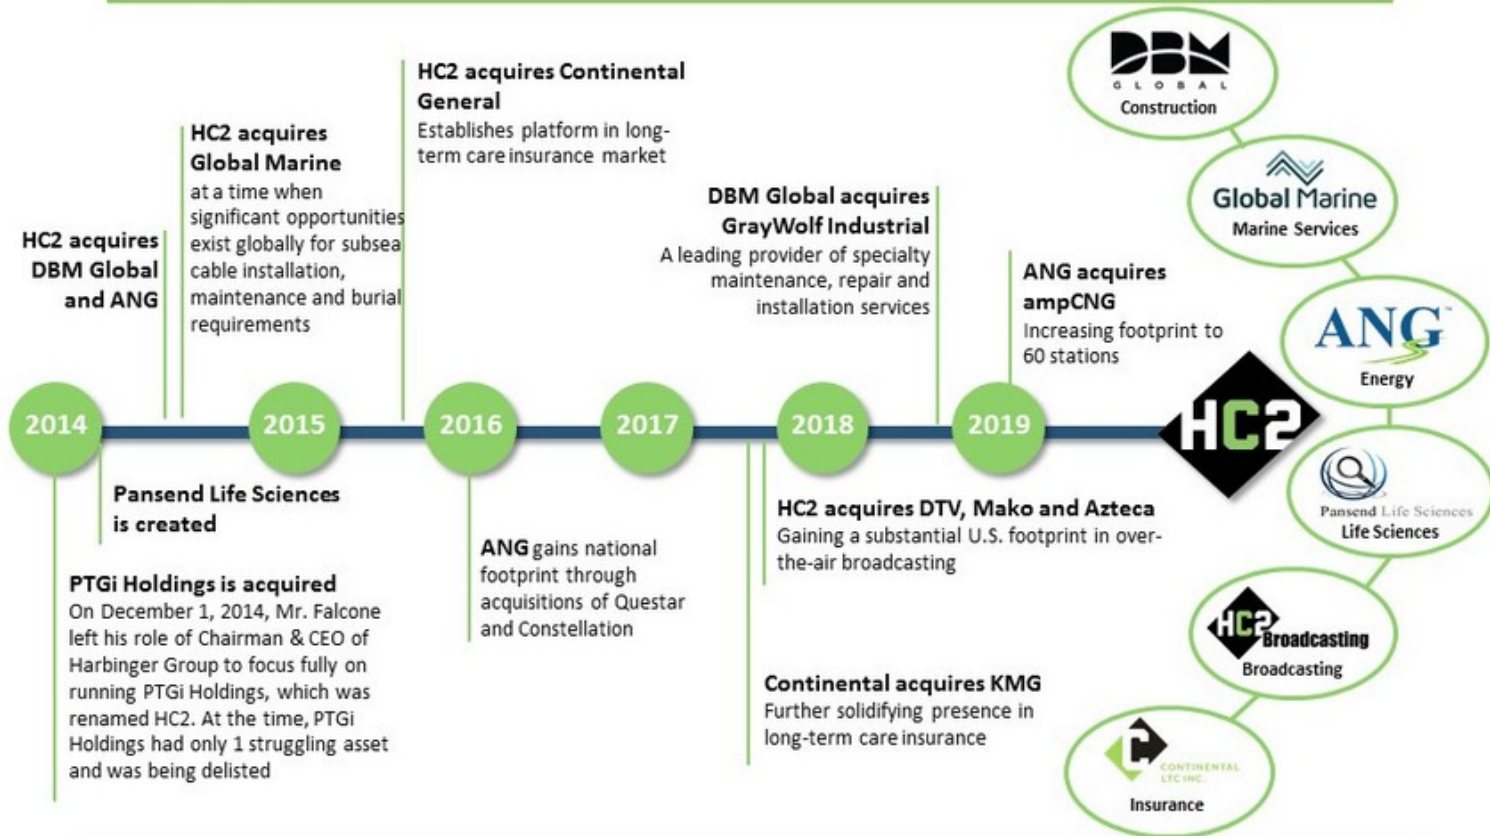 HC2 acquires
DBM Global
and ANG
HC2 acquires
Global Marine
at a time when
significant opportunities
exist globally for subsea
cable installation,
maintenance and burial
requirements
HC2 acquires Continental
General
Establishes platform in long-
term care insurance market
DBM Global acquires
GrayWolf Industrial
A leading provider of specialty
maintenance, repair and
installation services
ANG acquires
ampCNG
Increasing footprint to
60 stations
2014
2015
2016
2017
2018
2019
HC2
Pansend Life Sciences
is created
PTGi Holdings is acquired
On December 1, 2014, Mr. Falcone
left his role of Chairman & CEO of
Harbinger Group to focus fully on
running PTGi Holdings, which was
renamed HC2. At the time, PTGi
Holdings had only 1 struggling asset
and was being delisted
ANG gains national
footprint through
acquisitions of Questar
and Constellation
HC2 acquires DTV, Mako and Azteca
Gaining a substantial U.S. footprint in over-
the-air broadcasting
Continental acquires KMG
Further solidifying presence in
long-term care insurance
DBM
GLOBAL
Construction
Global Marine
Marine Services
ANG™
Energy
Pansend Life Sciences
Life Sciences
HC2 Broadcasting
Broadcasting
C
CONTINENTAL
LTC INC.
Insurance